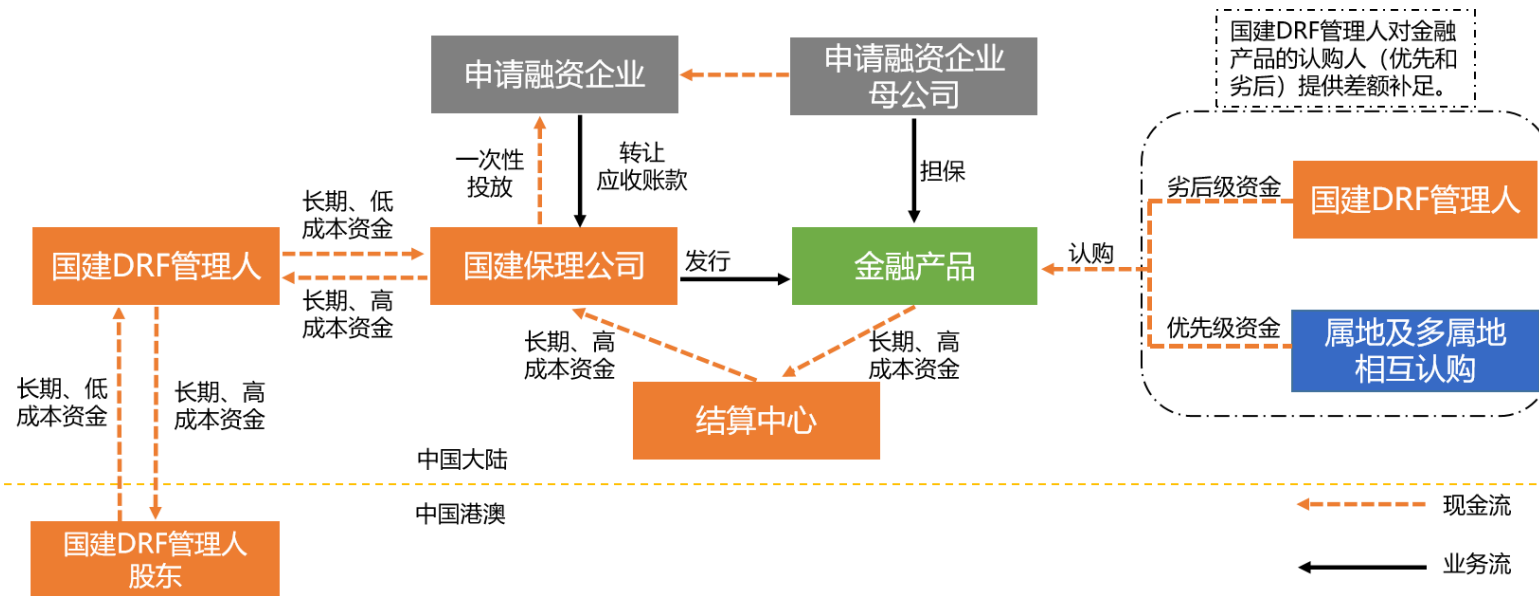 申请融资企业
申请融资企业
母公司
国建DRF管理人对金融
产品的认购人（优先和
劣后）提供差额补足。
一次性
投放
转让
应收账款
担保
劣后级资金
国建DRF管理人
长期、低
成本资金
国建DRF管理人
国建保理公司
发行
金融产品
认购
长期、高
成本资金
优先级资金
属地及多属地
相互认购
长期、高
成本资金
长期、高
成本资金
长期、低
成本资金
长期、高
成本资金
结算中心
中国大陆
中国港澳
现金流
国建DRF管理人
股东
业务流